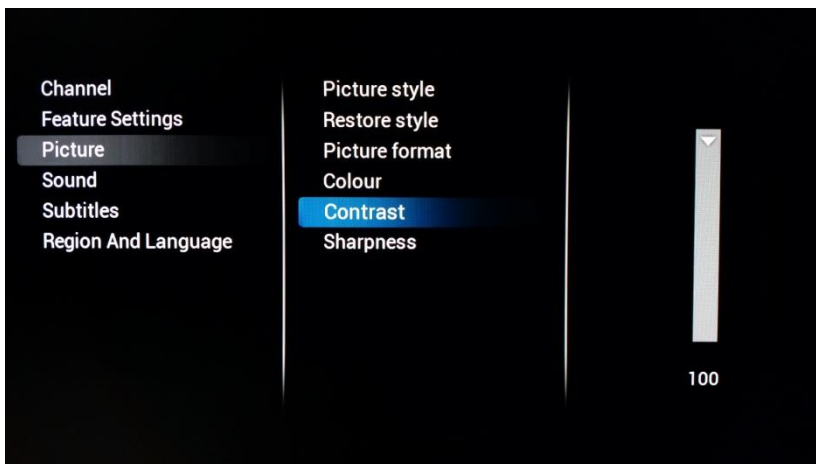 Channel
Feature Settings
Picture
Sound
Subtitles
Region And Language
Picture style
Restore style
Picture format
Colour
Contrast
Sharpness
100